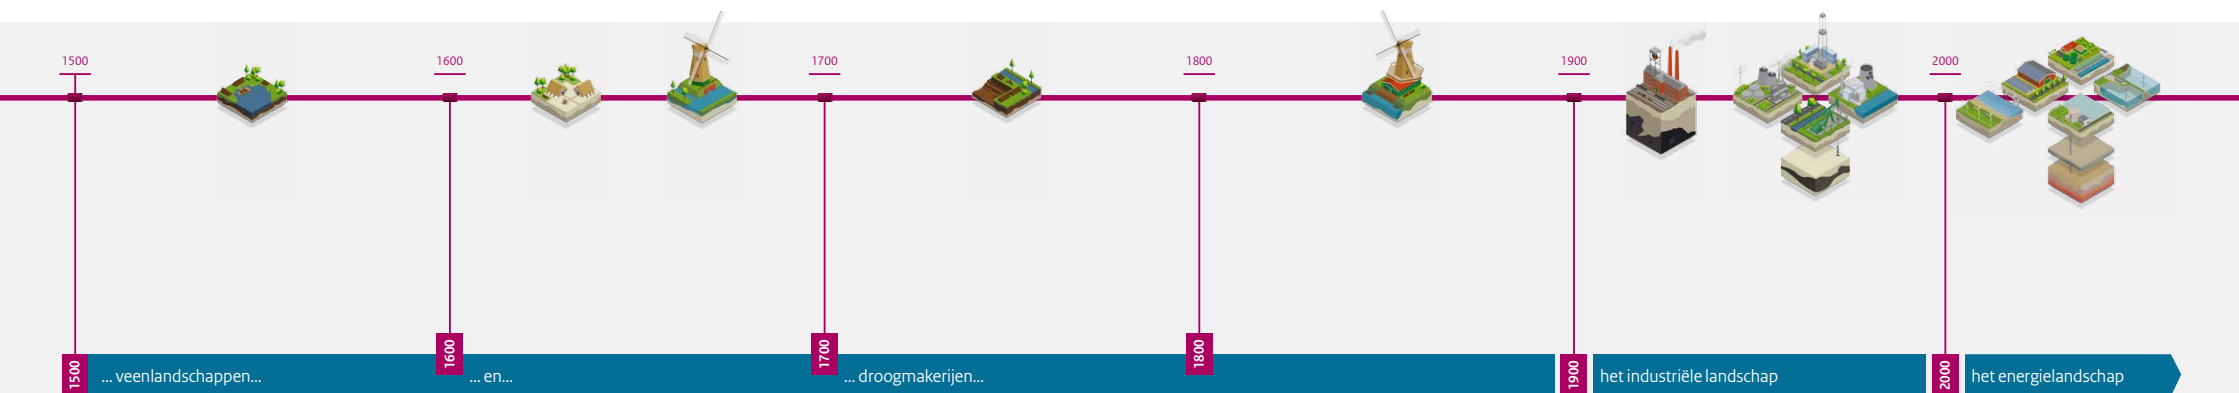 1500
1600
1700
1800
1900
2000
1500
... veenlandschappen...
1600
... en...
1700
... droogmakerijen...
1800
1900
het industriële landschap
2000
het energielandschap